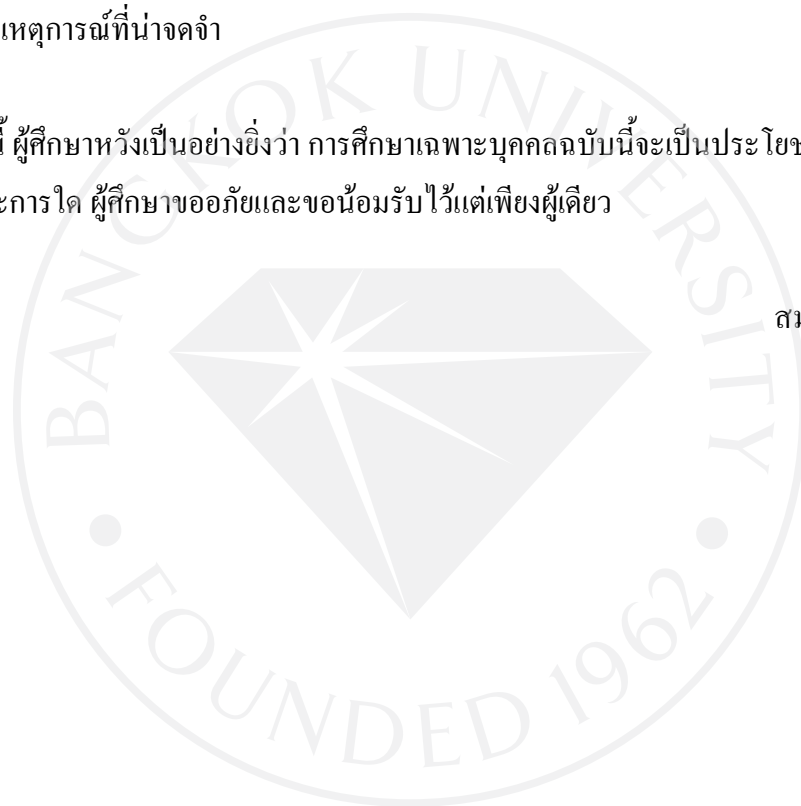 เหตุการณ์ที่น่าจดจำ
นี้ ผู้ศึกษาหวังเป็นอย่างยิ่งว่า การศึกษาเฉพาะบุคคลฉบับนี้จะเป็นประโยช
ะการใด ผู้ศึกษาขออภัยและขอน้อมรับไว้แต่เพียงผู้เดียว
สม
BANGKOK UNIVERSITY
FOUNDED 1962